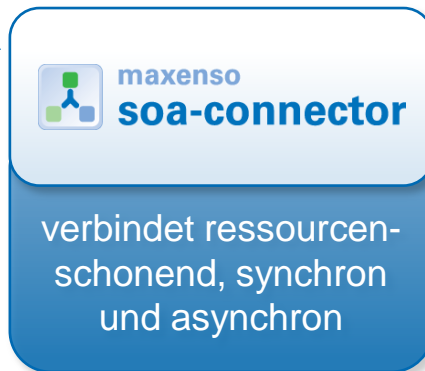 maxenso
soa-connector
verbindet ressourcen-
schonend, synchron
und asynchron